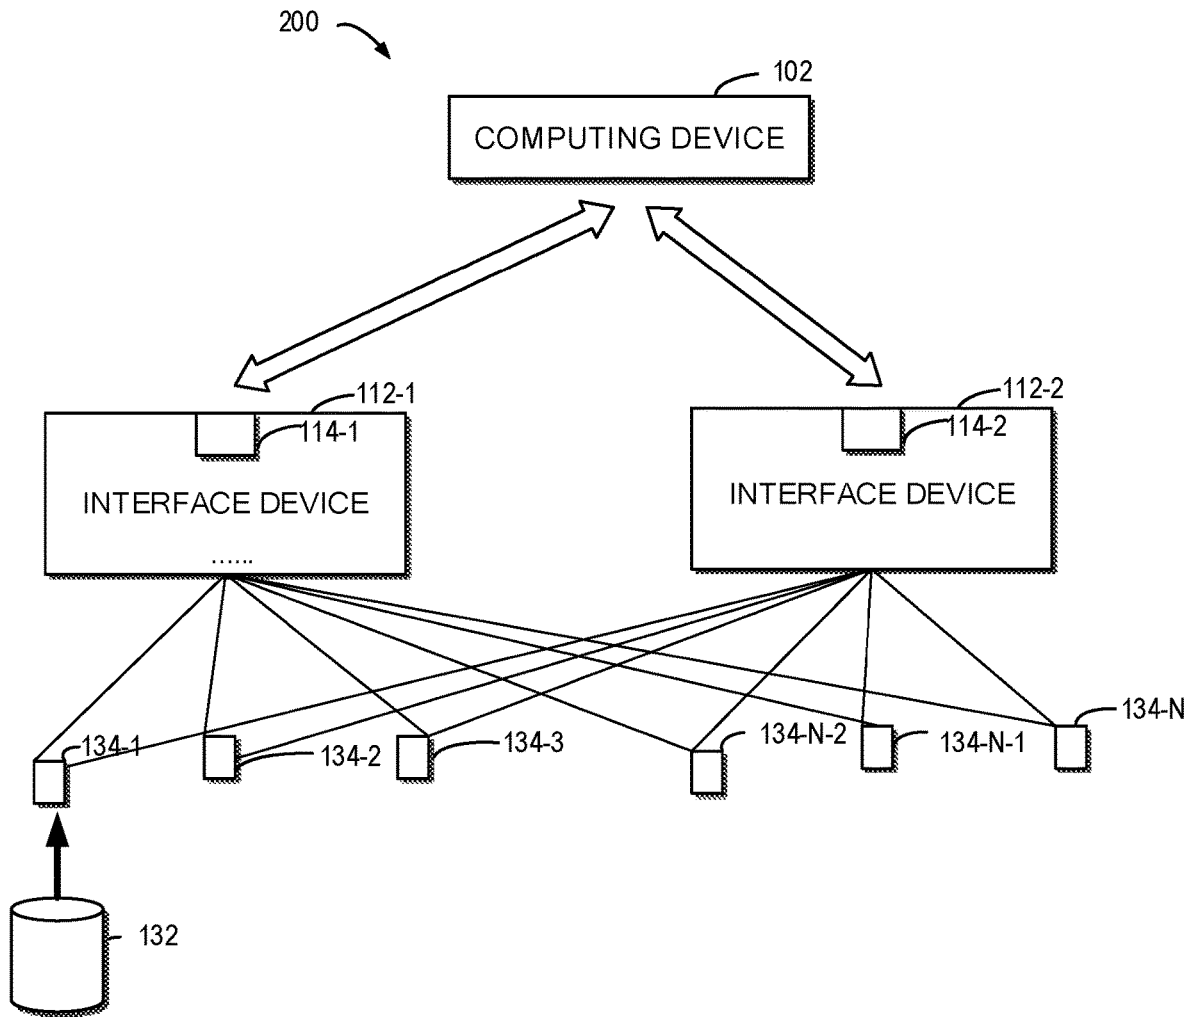 200
102
COMPUTING DEVICE
112-1
114-1
INTERFACE DEVICE
......
112-2
114-2
INTERFACE DEVICE
134-1
134-2
134-3
134-N-2
134-N-1
134-N
132